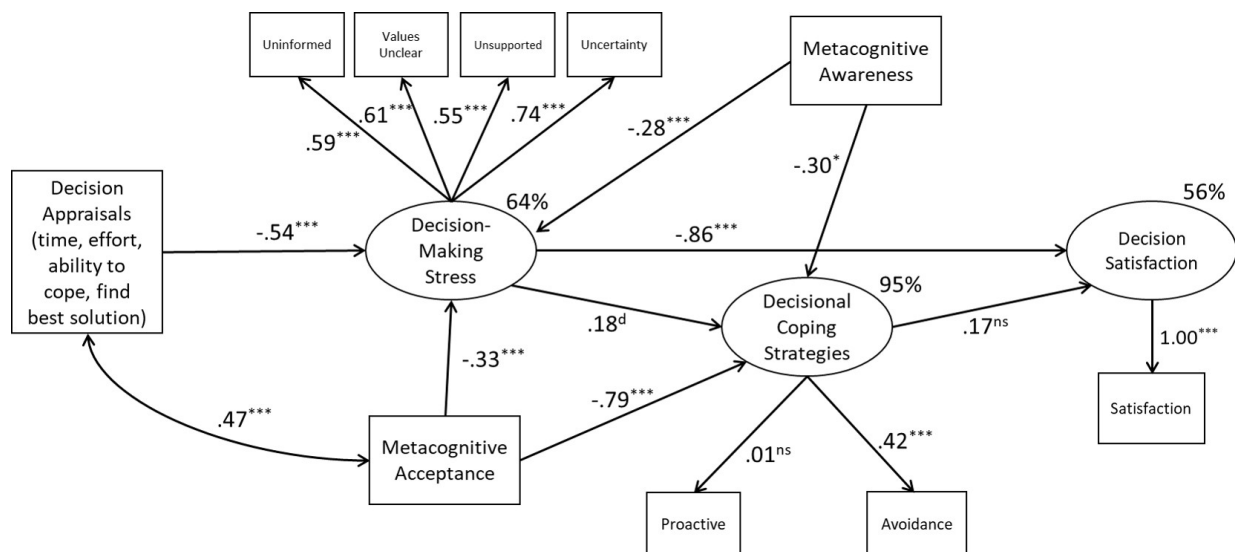 Uninformed
Values
Unclear
Unsupported
Uncertainty
Metacognitive
Awareness
.59***
.61***
.55***
.74***
-.28***
-.30*
Decision
Appraisals
(time, effort,
ability to
cope, find
best solution)
-.54***
64%
Decision-
Making
Stress
-.86***
56%
Decision
Satisfaction
95%
Decisional
Coping
Strategies
.18ᵈ
.17ⁿˢ
1.00***
-.33***
-.79***
.47***
Metacognitive
Acceptance
Satisfaction
.01ⁿˢ
.42***
Proactive
Avoidance